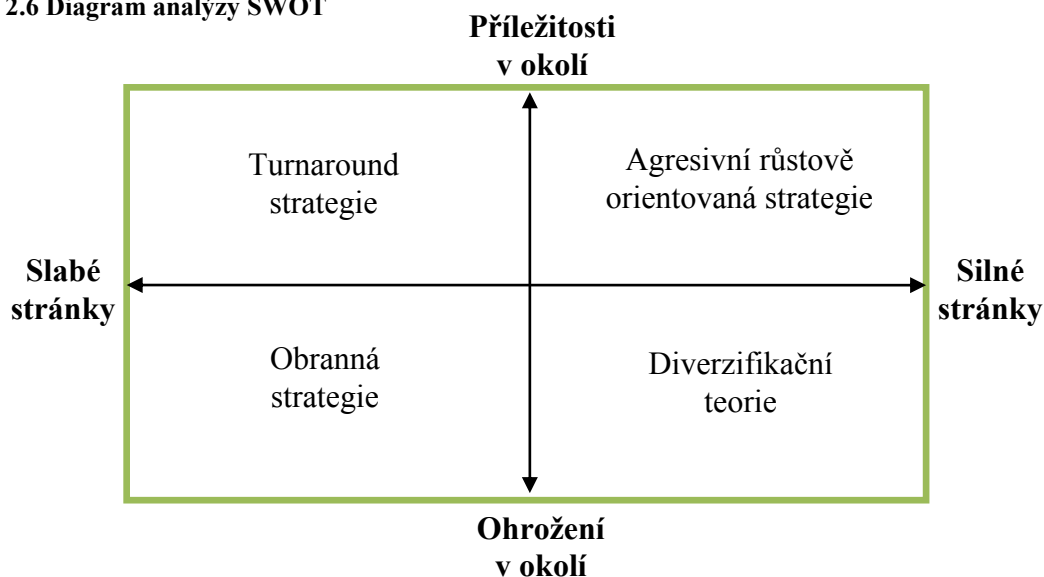 2.6 Diagram analýzy SWOT
Příležitosti
v okolí
Turnaround
strategie
Agresivní růstově
orientovaná strategie
Slabé
stránky
Silné
stránky
Obranná
strategie
Diverzifikační
teorie
Ohrožení
v okolí